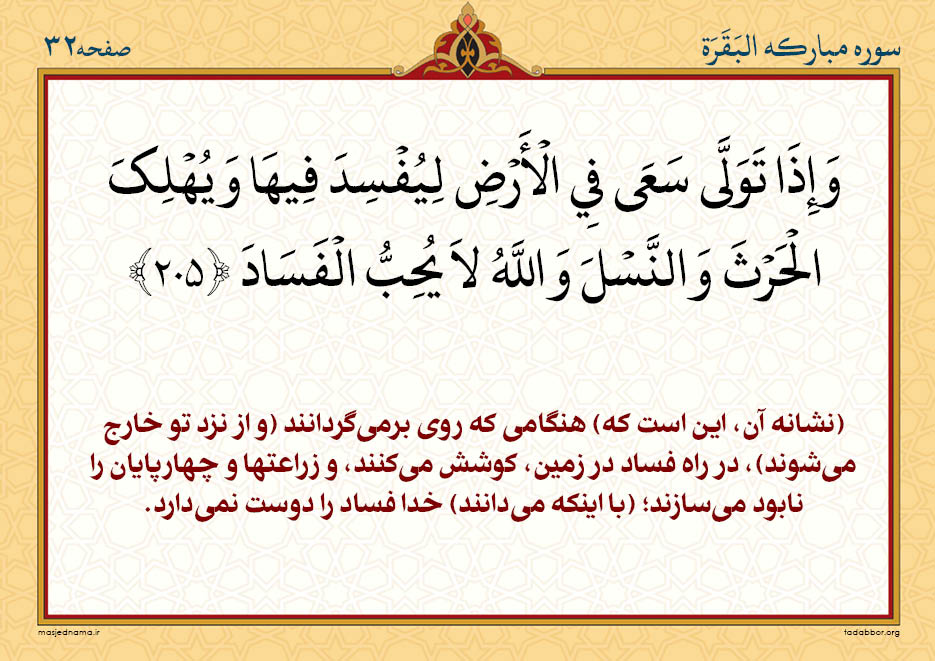 سوره مبارکه البَقَرَة
صفحه۳۲
وَإِذَا تَوَلَّى سَعَى فِي الْأَرْضِ لِيُفْسِدَ فِيهَا وَيُهْلِكَ
الْحَرْثَ وَالنَّسْلَ وَاللَّهُ لاَ يُحِبُّ الْفَسَادَ ﴿۲۰۵﴾
(نشانه آن، این است که) هنگامی که روی برمی‌گردانند (و از نزد تو خارج
می‌شوند)، در راه فساد در زمین، کوشش می‌کنند، و زراعتها و چهارپایان را
نابود می‌سازند؛ (با اینکه می‌دانند) خدا فساد را دوست نمی‌دارد.
masjednama.ir
tadabbor.org